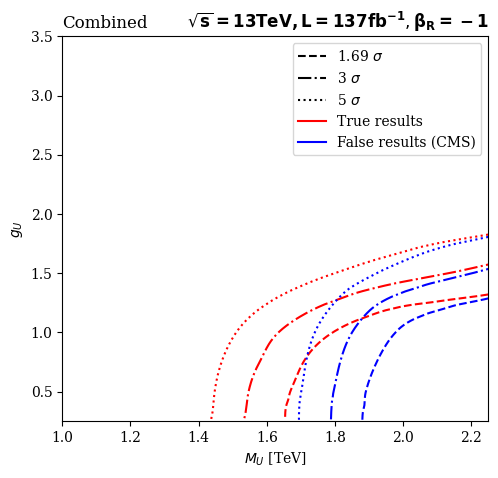 Combined
√s = 13TeV, L = 137fb⁻¹, β_R = −1
3.5
3.0
2.5
2.0
1.5
1.0
0.5
g_U
1.69 σ
3 σ
5 σ
True results
False results (CMS)
1.0 1.2 1.4 1.6 1.8 2.0 2.2
M_U [TeV]